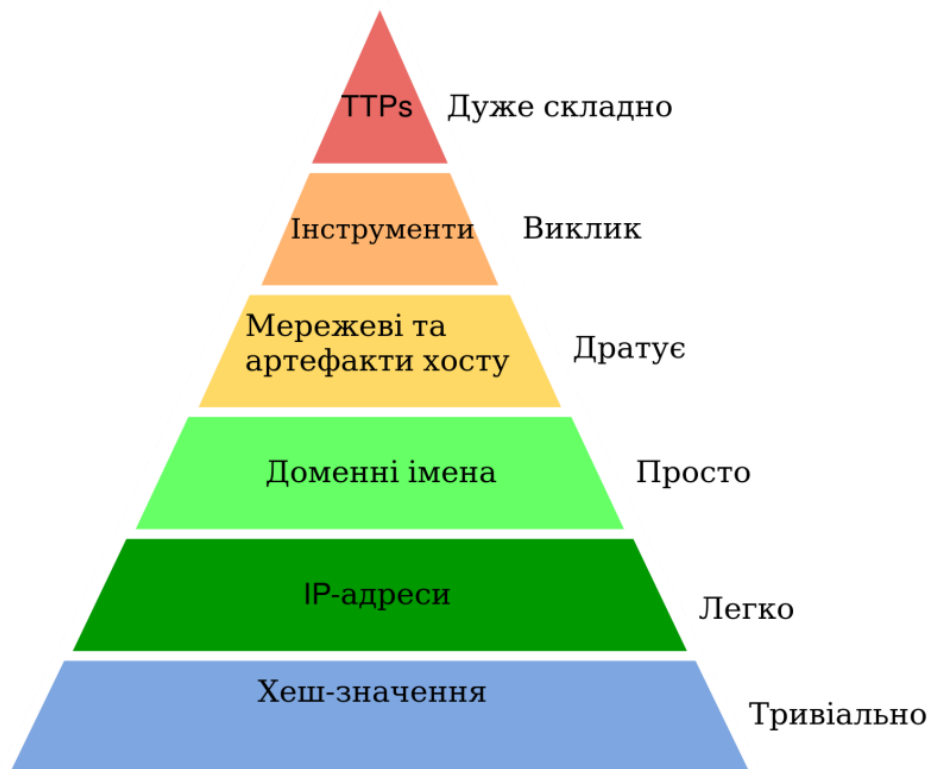 TTPs Дуже складно
Інструменти Виклик
Мережеві та
артефакти хосту
Дратує
Доменні імена Просто
IP-адреси
Легко
Хеш-значення
Тривіально